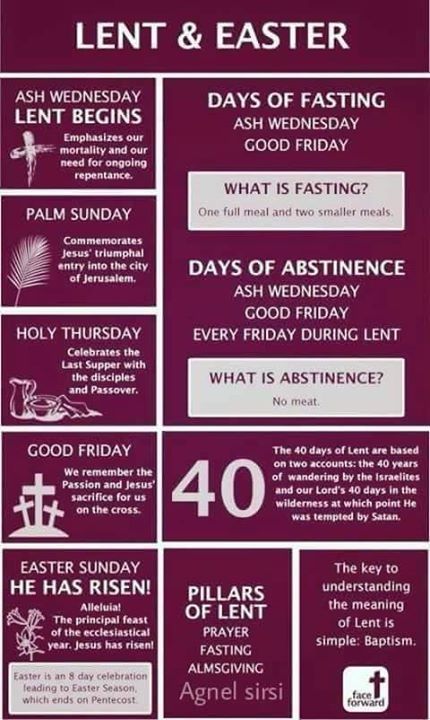 LENT & EASTER
ASH WEDNESDAY
LENT BEGINS
Emphasizes our
mortality and our
need for ongoing
repentance.
PALM SUNDAY
Commemorates
Jesus' triumphal
entry into the city
of Jerusalem.
HOLY THURSDAY
Celebrates the
Last Supper with
the disciples
and Passover.
GOOD FRIDAY
We remember the
Passion and Jesus'
sacrifice for us
on the cross.
EASTER SUNDAY
HE HAS RISEN!
Alleluia!
The principal feast
of the ecclesiastical
year. Jesus has risen!
Easter is an 8 day celebration
leading to Easter Season,
which ends on Pentecost.
DAYS OF FASTING
ASH WEDNESDAY
GOOD FRIDAY
WHAT IS FASTING?
One full meal and two smaller meals.
DAYS OF ABSTINENCE
ASH WEDNESDAY
GOOD FRIDAY
EVERY FRIDAY DURING LENT
WHAT IS ABSTINENCE?
No meat.
40
The 40 days of Lent are based
on two accounts: the 40 years
of wandering by the Israelites
and our Lord's 40 days in the
wilderness at which point He
was tempted by Satan.
PILLARS
OF LENT
PRAYER
FASTING
ALMSGIVING
Agnel sirsi
The key to
understanding
the meaning
of Lent is
simple: Baptism.
face
forward